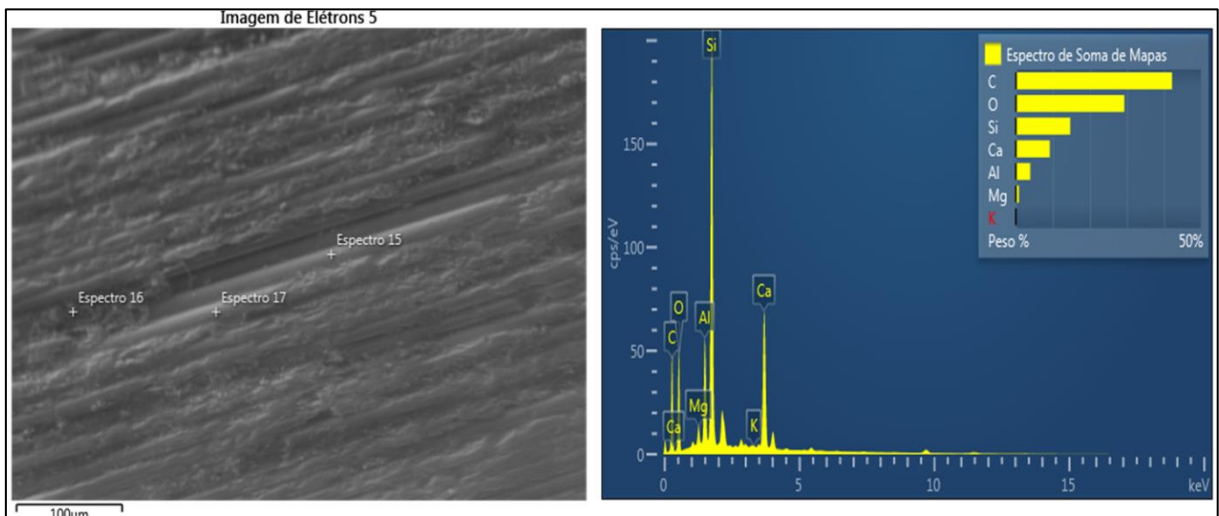 Imagem de Elétrons 5
Espectro 15
Espectro 16
Espectro 17
100µm
cps/eV
150
100
50
0
Si
Ca
Al
O
C
Mg
K
Ca
0
5
10
15
keV
Espectro de Soma de Mapas
C
O
Si
Ca
Al
Mg
K
Peso %
50%